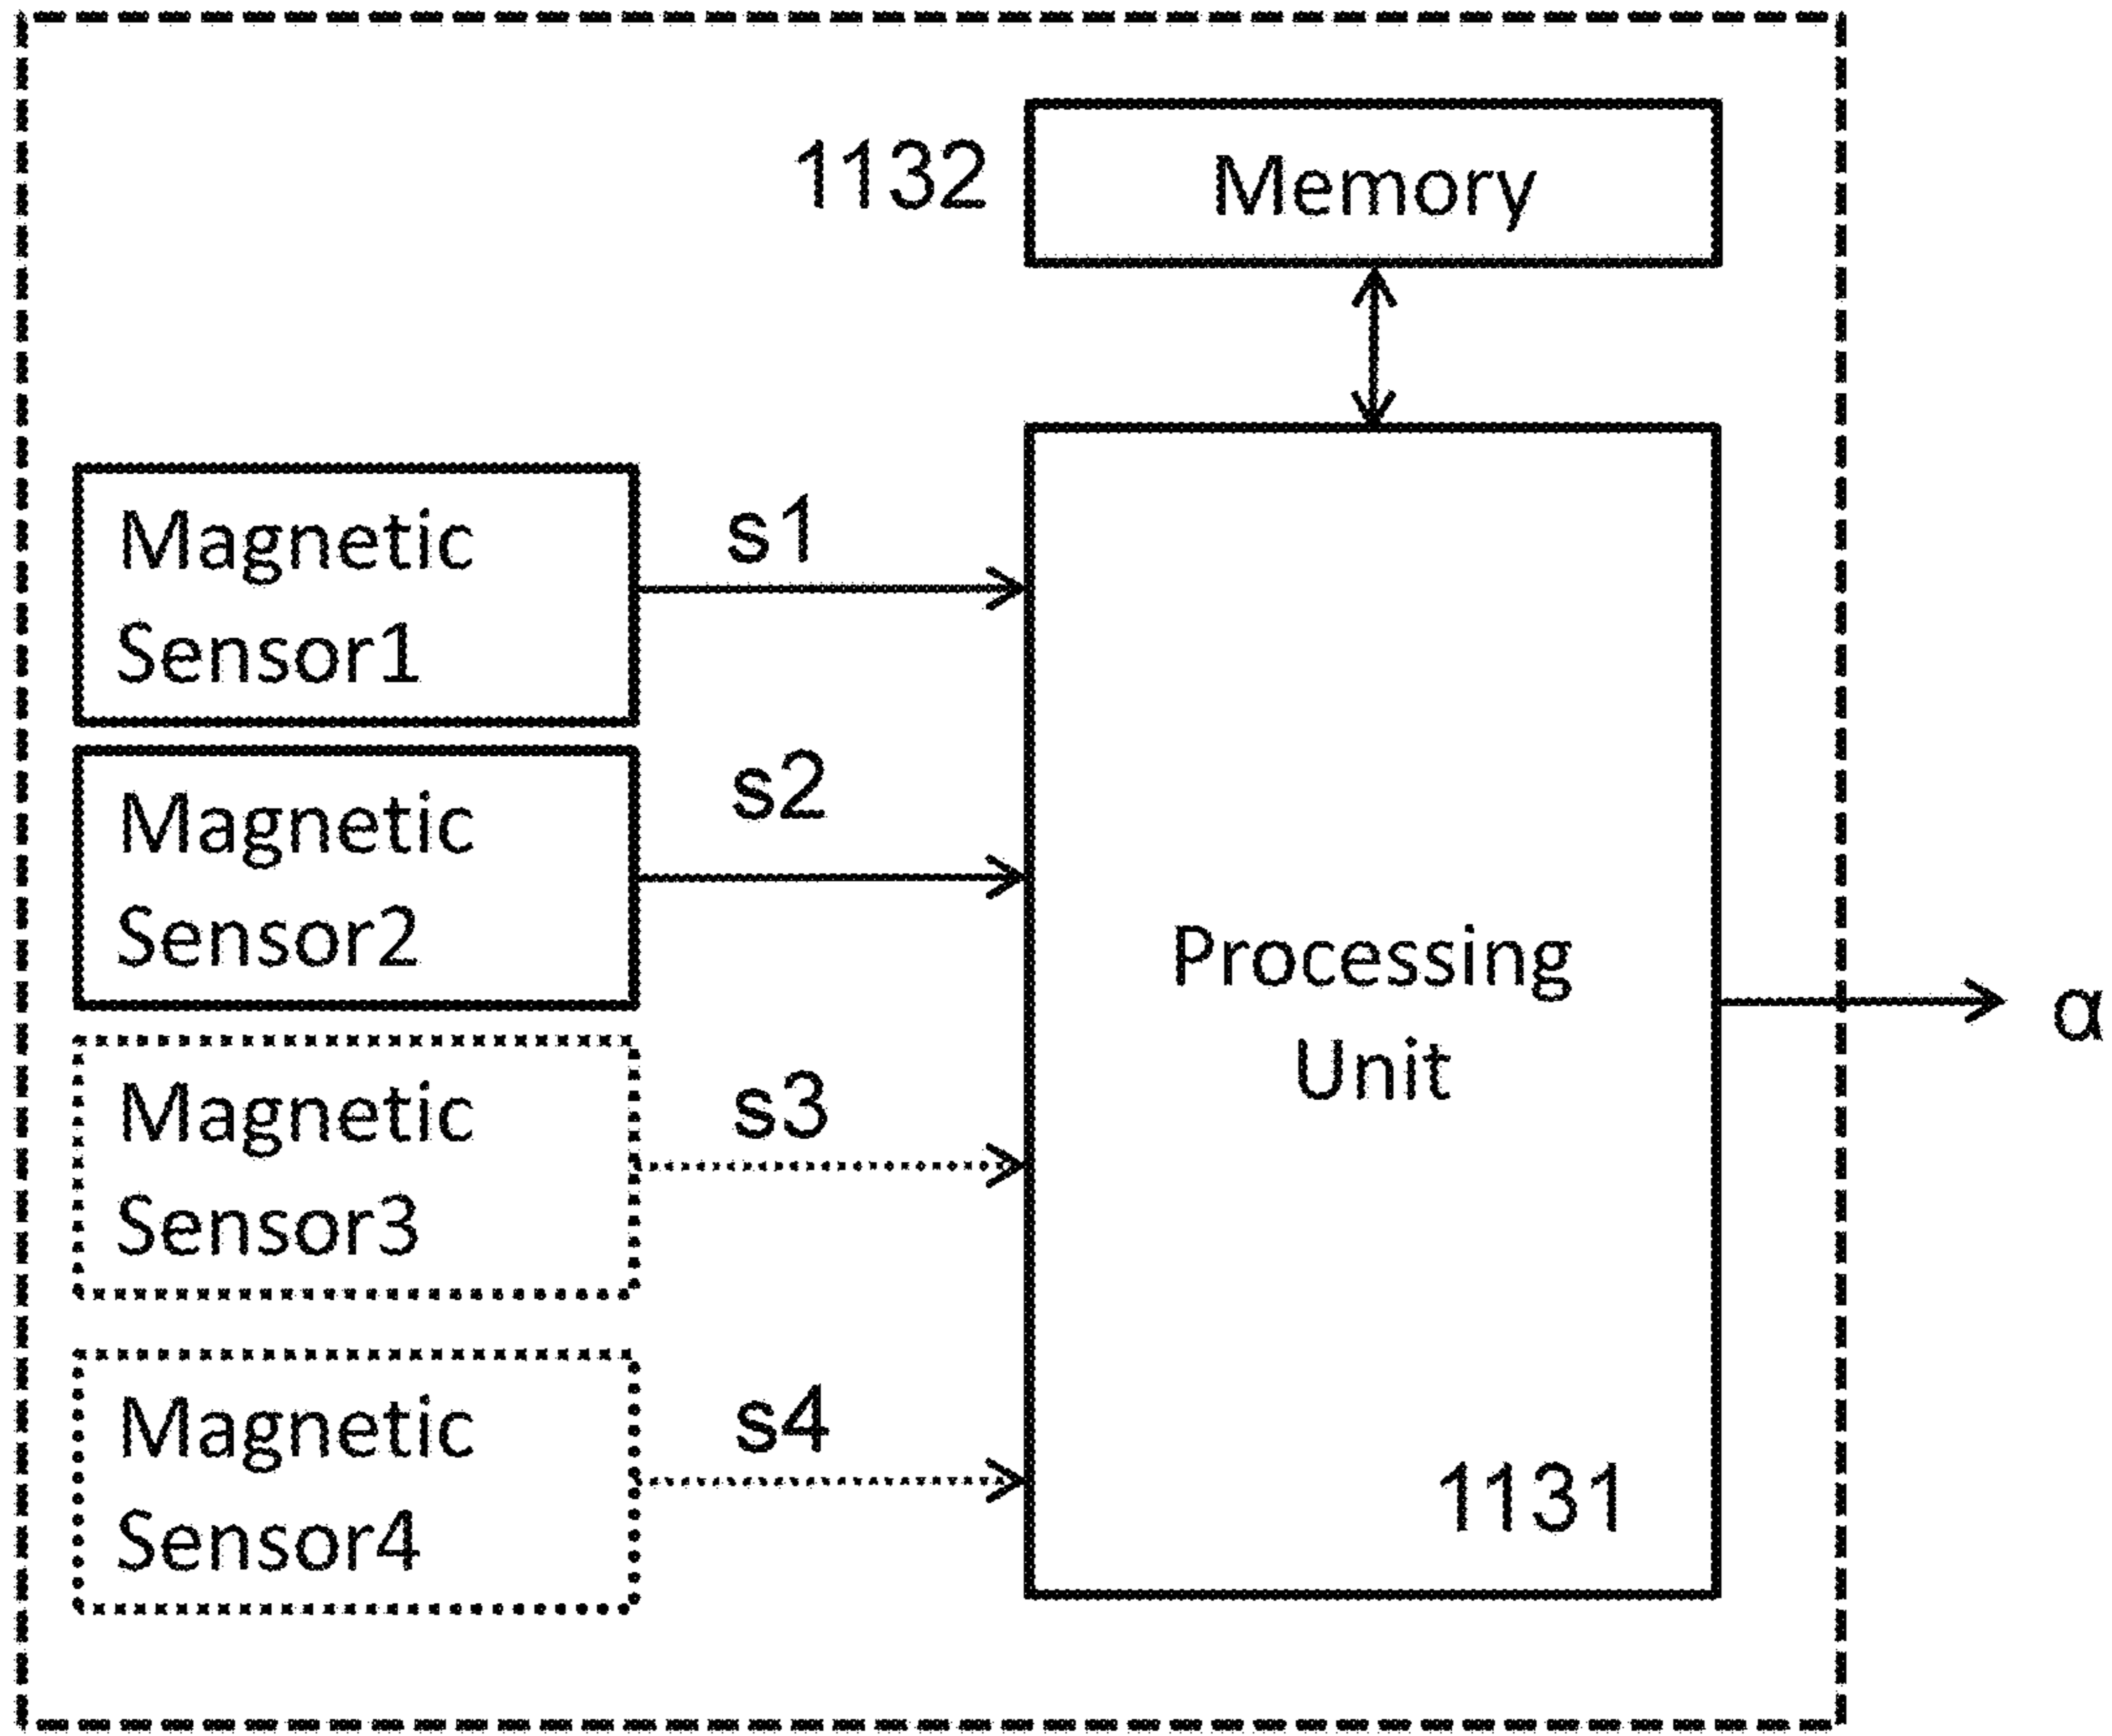 1132
Memory
Magnetic
Sensor1
s1
Magnetic
Sensor2
s2
Magnetic
Sensor3
s3
Magnetic
Sensor4
s4
Processing
Unit
1131
α